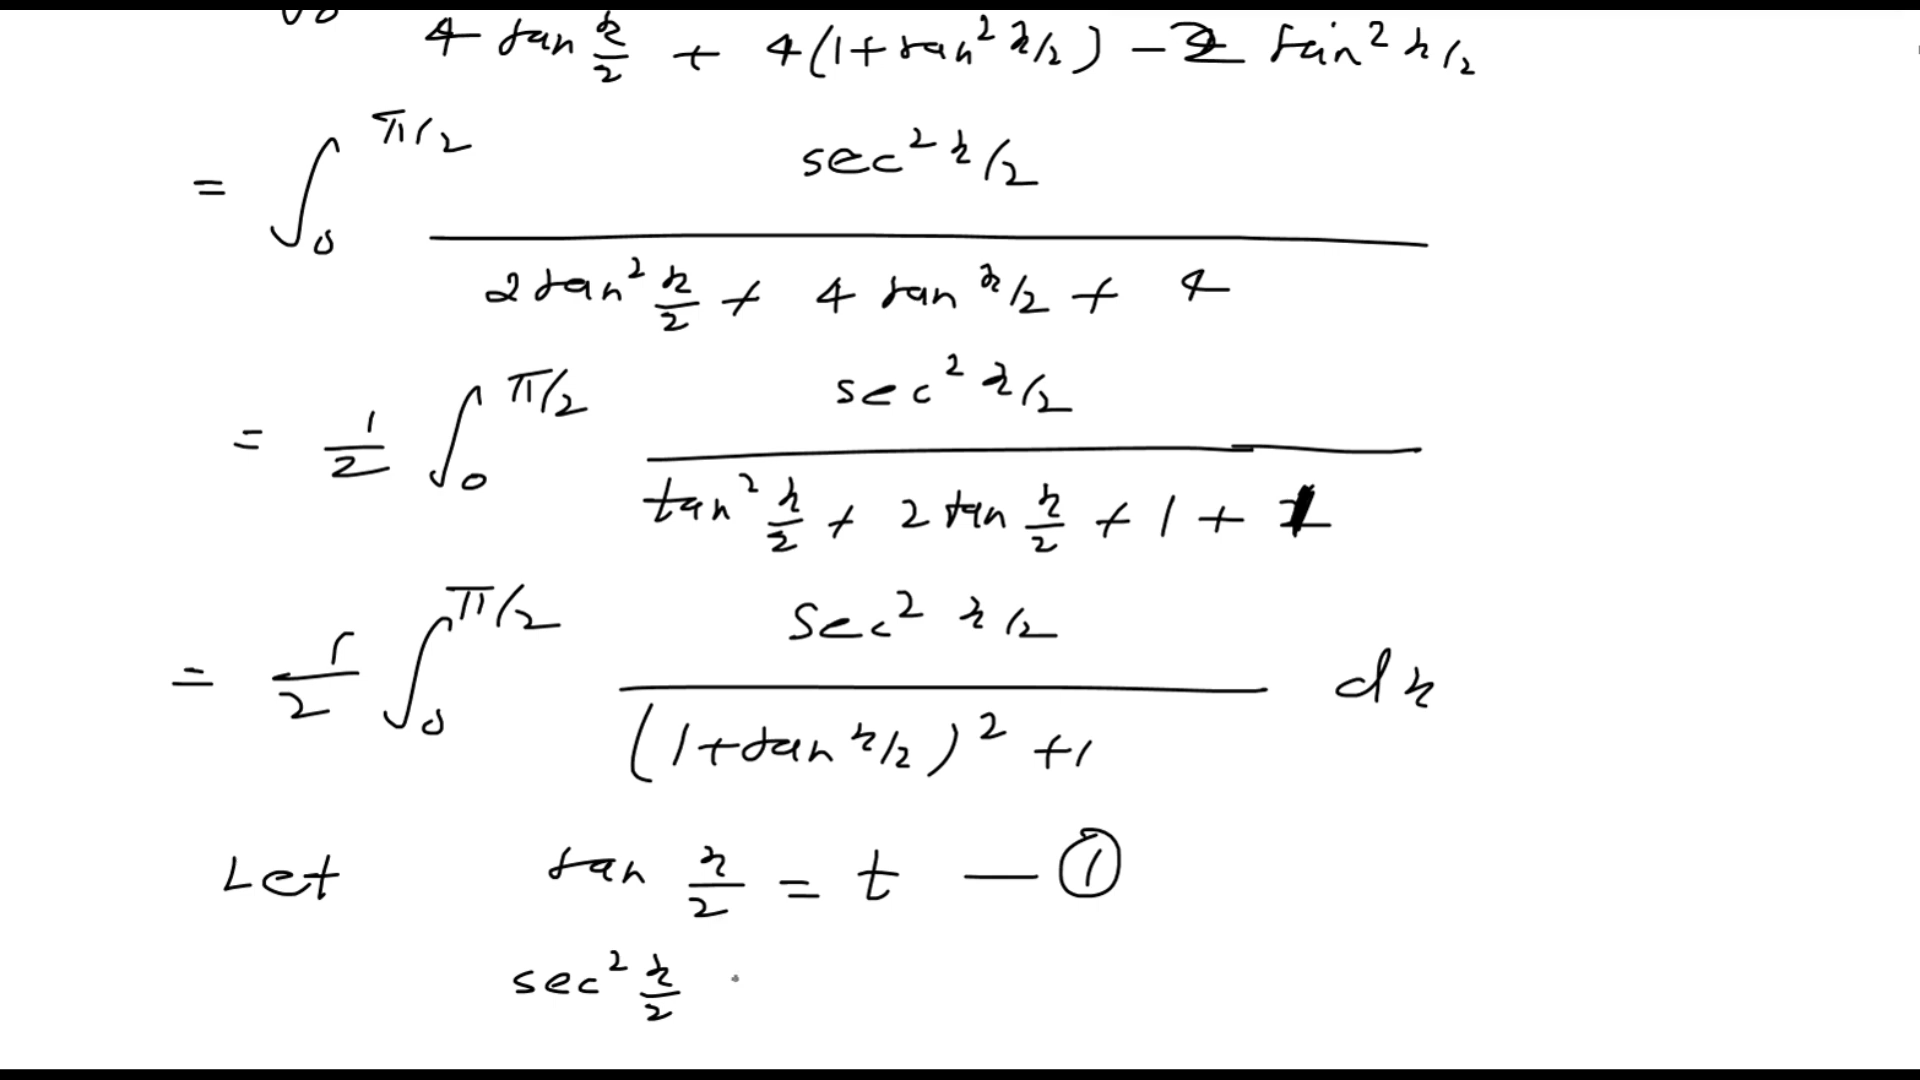 4 tan x/2 + 4(1+tan² x/2) - 2 tan² x/2
= ∫₀^π/2 sec² x/2 / (2 tan² x/2 + 4 tan x/2 + 4)
= 1/2 ∫₀^π/2 sec² x/2 / (tan² x/2 + 2 tan x/2 + 1 + 1)
= 1/2 ∫₀^π/2 sec² x/2 / ((1+tan x/2)² + 1) dx
Let tan x/2 = t — ①
sec² x/2